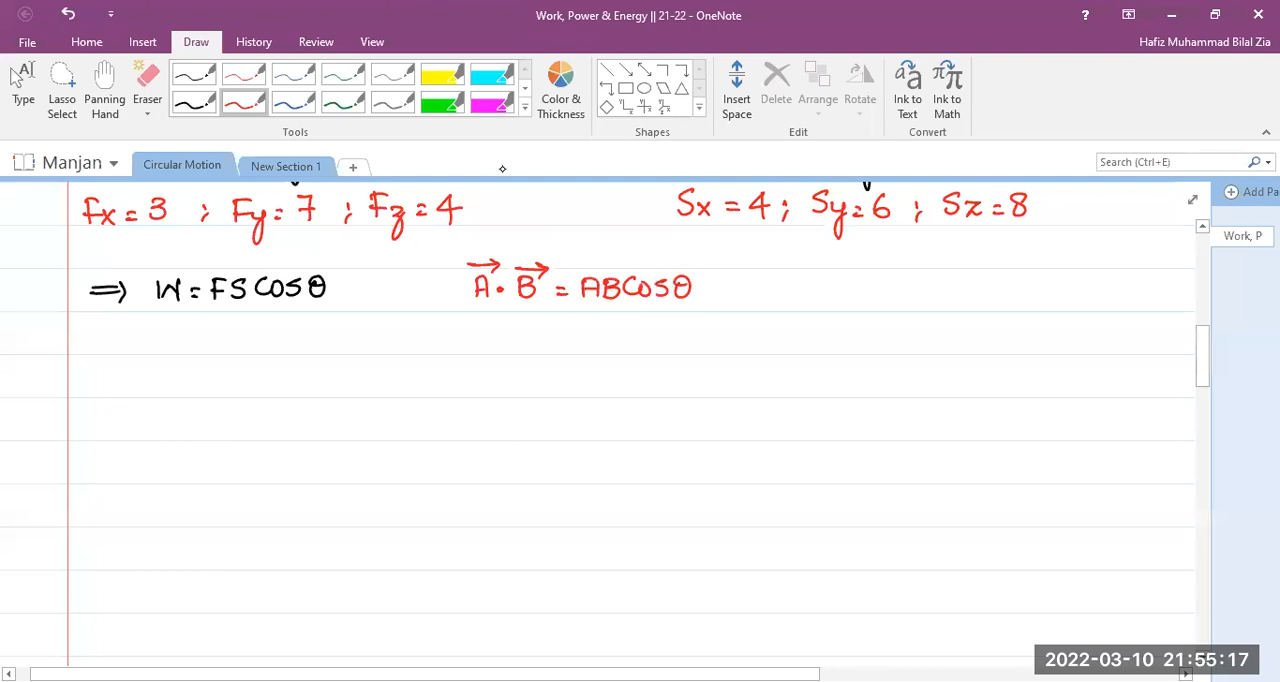 Work, Power & Energy || 21-22 - OneNote
?
File Home Insert Draw History Review View
Hafiz Muhammad Bilal Zia
Type
Lasso Select
Panning Hand
Eraser
Color & Thickness
Insert Space
Delete
Arrange
Rotate
Ink to Text
Ink to Math
Tools
Shapes
Edit
Convert
Manjan
Circular Motion
New Section 1
Search (Ctrl+E)
Add Pa
Work, P
Fx = 3 ; Fy = 7 ; Fz = 4
Sx = 4 ; Sy = 6 ; Sz = 8
⟹ W = FS COSθ
A⃗ · B⃗ = AB COSθ
2022-03-10 21:55:17